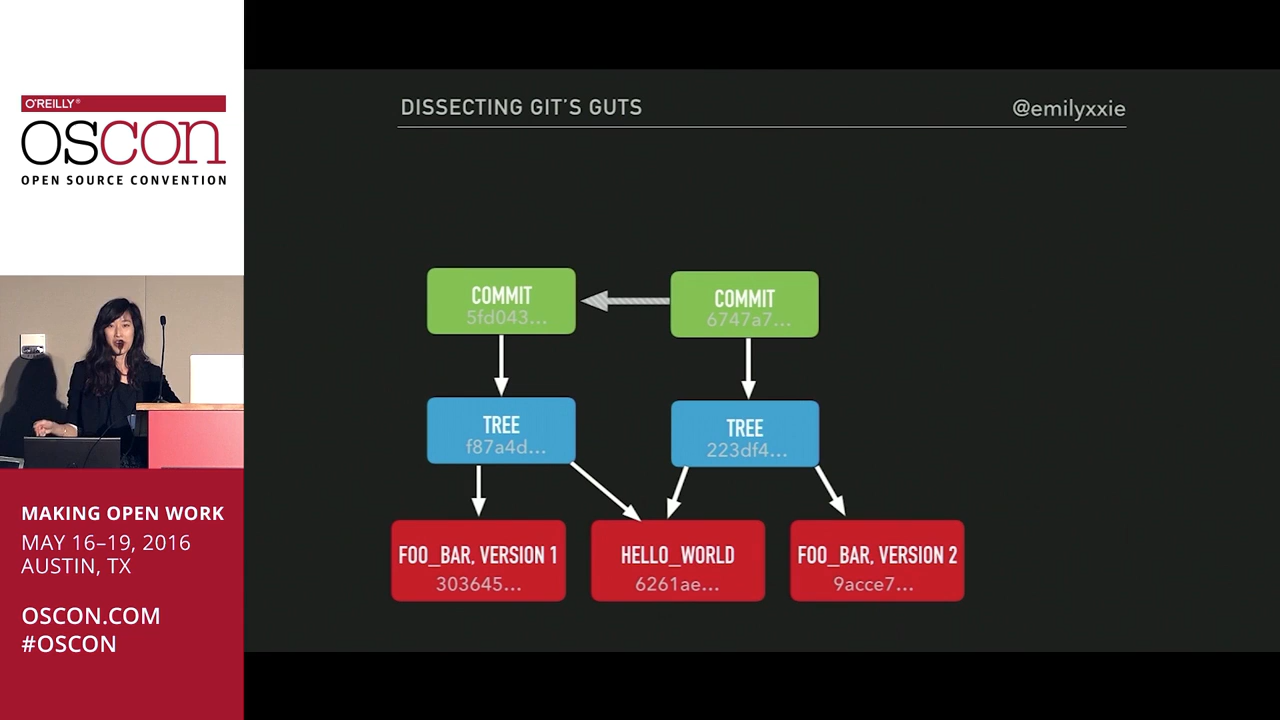 O'REILLY®
OSCON
OPEN SOURCE CONVENTION
MAKING OPEN WORK
MAY 16–19, 2016
AUSTIN, TX
OSCON.COM
#OSCON
DISSECTING GIT'S GUTS
@emilyxxie
COMMIT
5fd043...
COMMIT
6747a7...
TREE
f87a4d...
TREE
223df4...
FOO_BAR, VERSION 1
303645...
HELLO_WORLD
6261ae...
FOO_BAR, VERSION 2
9acce7...